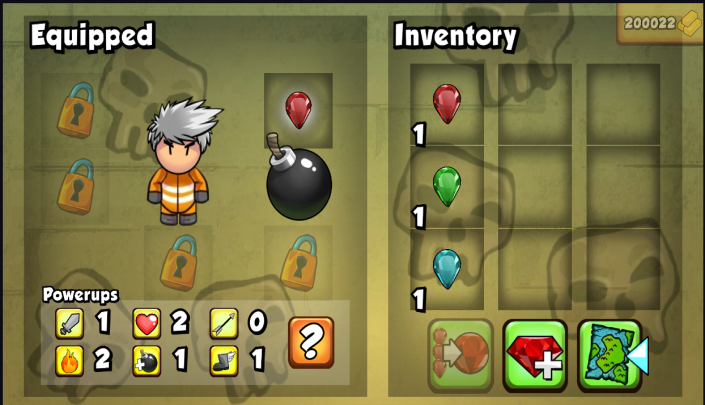 Equipped
Inventory
200022
1
1
1
Powerups
1 2 0
2 1 1
?